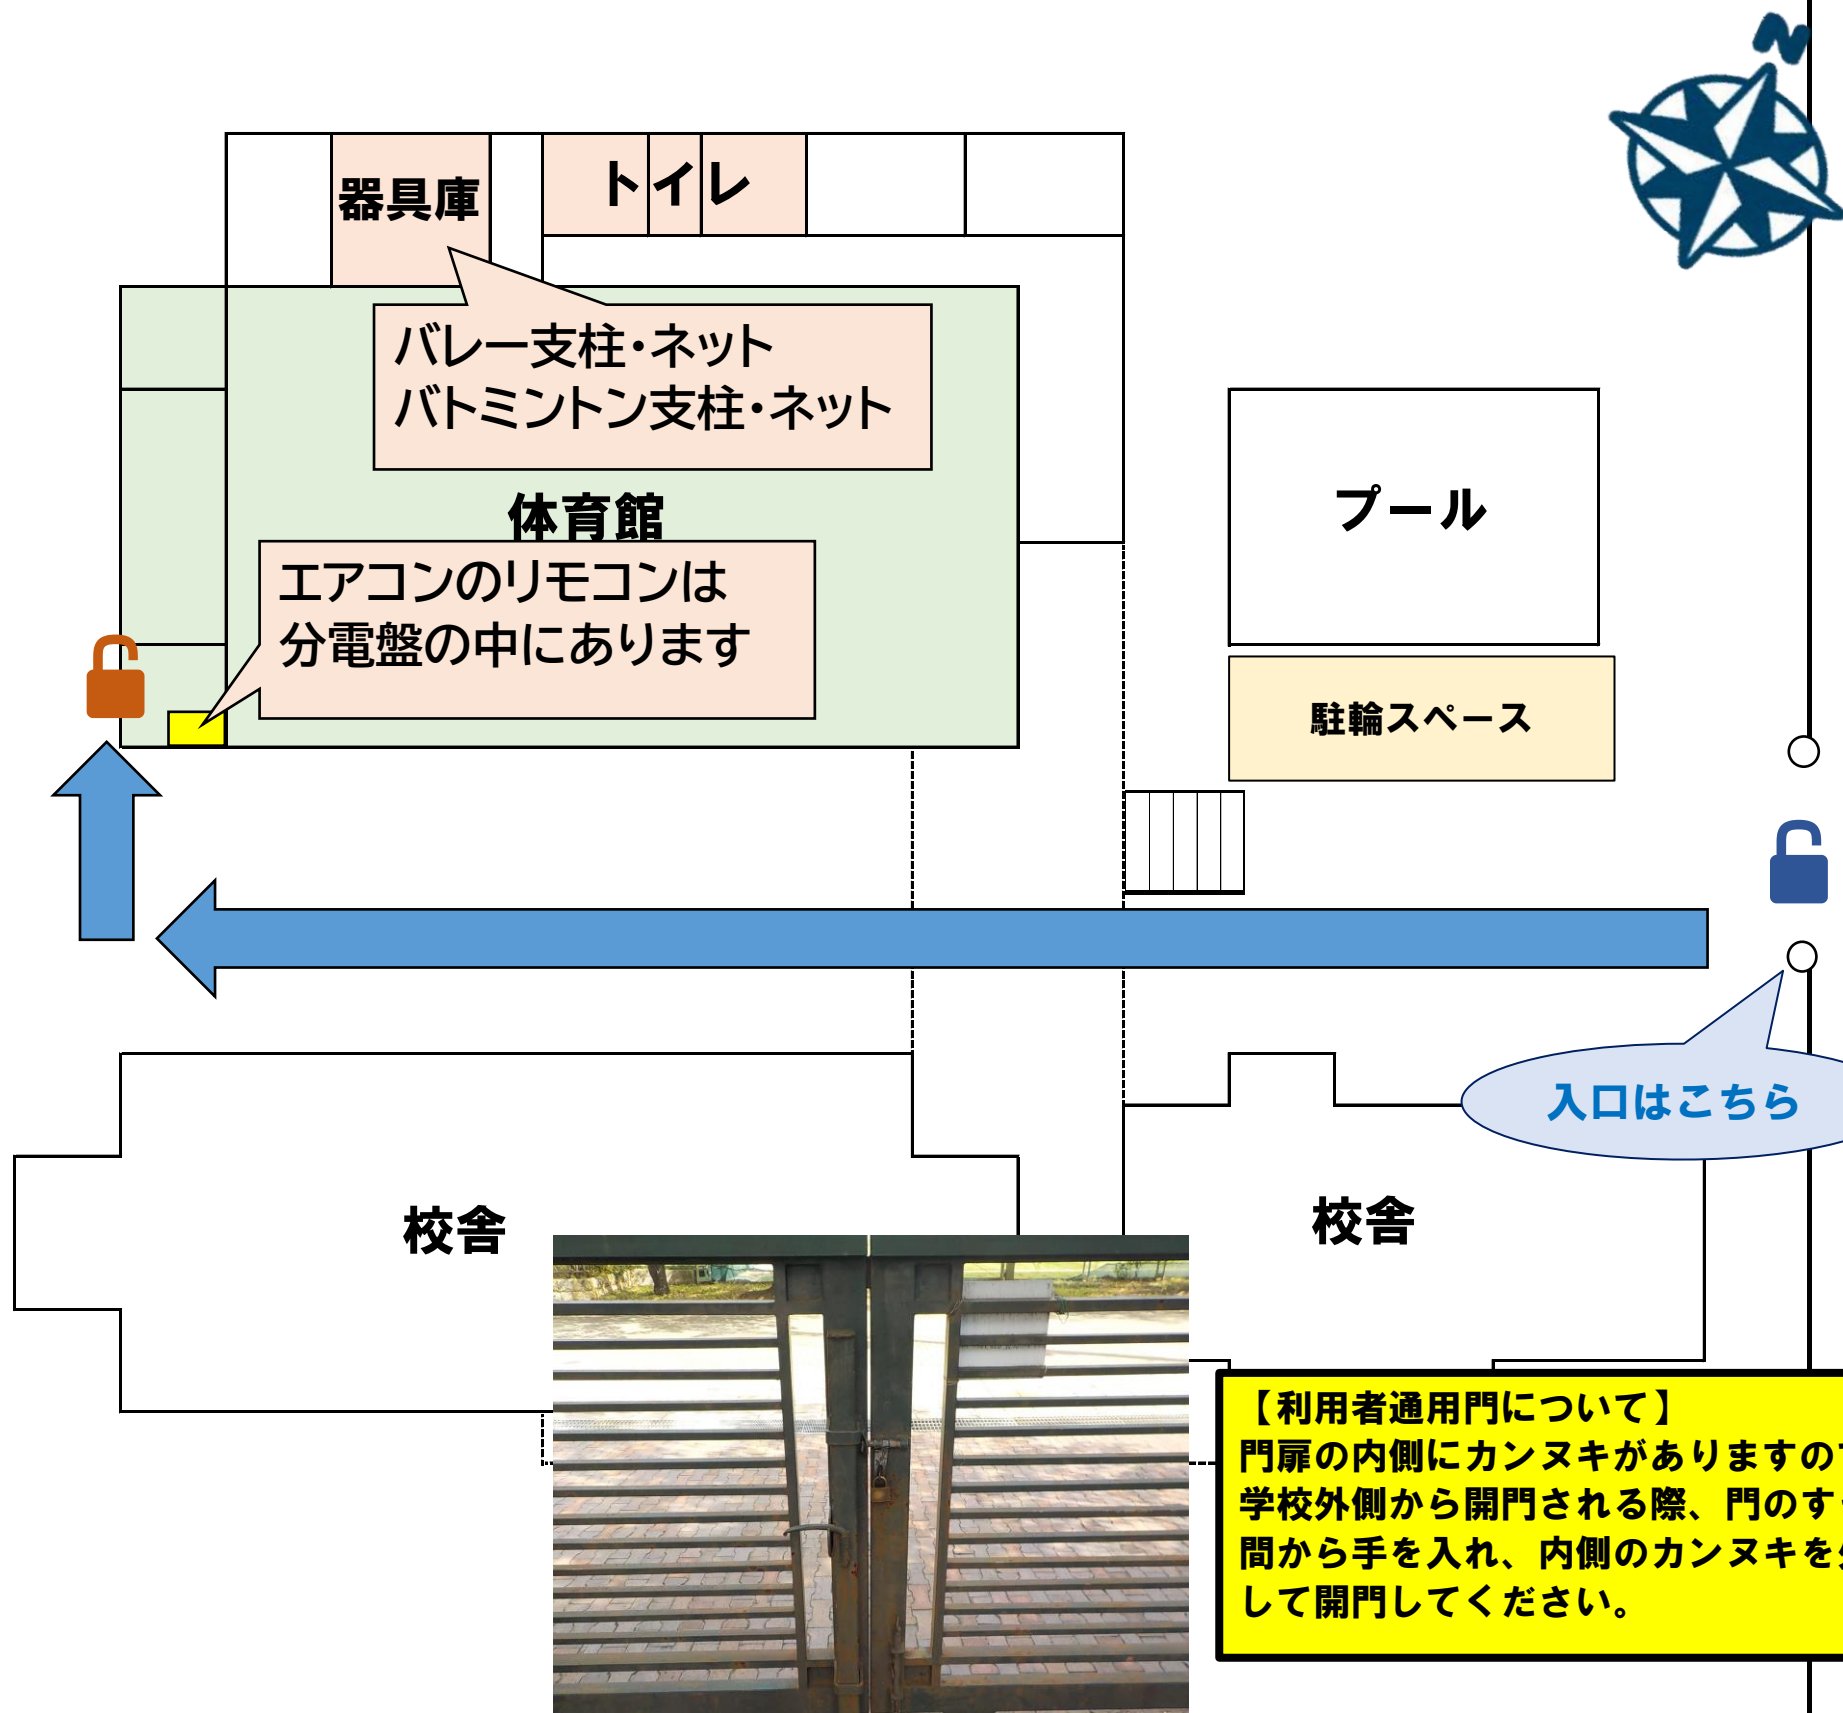 N
器具庫
トイレ
バレー支柱・ネット
バトミントン支柱・ネット
体育館
エアコンのリモコンは
分電盤の中にあります
プール
駐輪スペース
入口はこちら
校舎
校舎
【利用者通用門について】
門扉の内側にカンヌキがありますの
学校外側から開門される際、門のす
間から手を入れ、内側のカンヌキを
して開門してください。